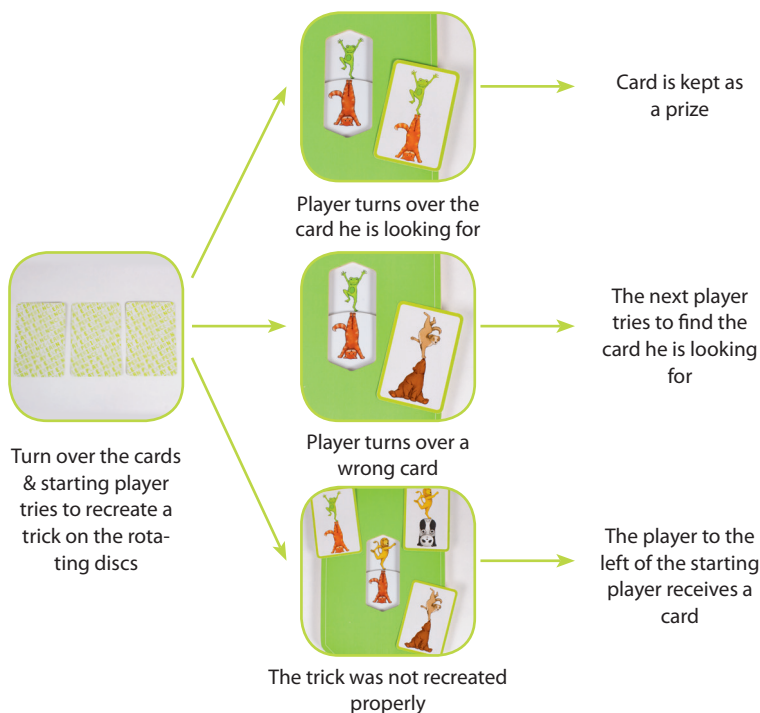 Card is kept as
a prize
Player turns over the
card he is looking for
The next player
tries to find the
card he is looking
for
Player turns over a
wrong card
Turn over the cards
& starting player
tries to recreate a
trick on the rota-
ting discs
The player to the
left of the starting
player receives a
card
The trick was not recreated
properly